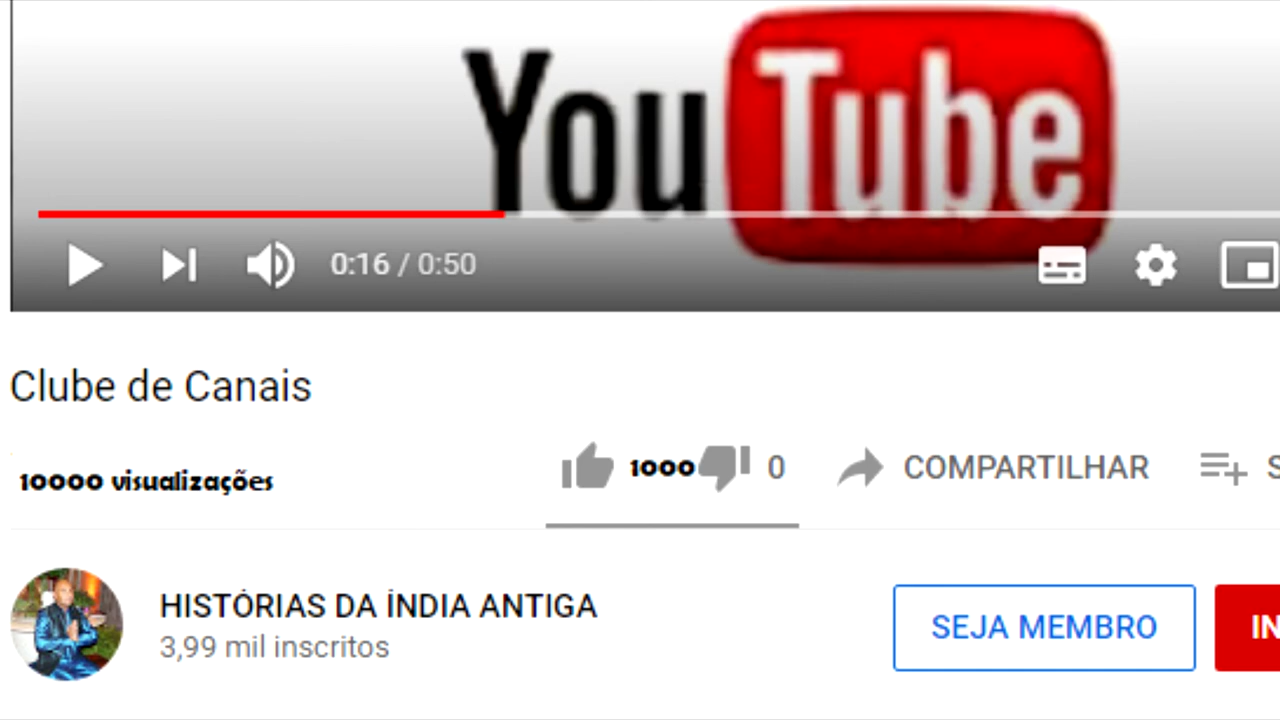 YouTube
0:16 / 0:50
Clube de Canais
10000 visualizações
1000 0 COMPARTILHAR S
HISTÓRIAS DA ÍNDIA ANTIGA
3,99 mil inscritos
SEJA MEMBRO IN